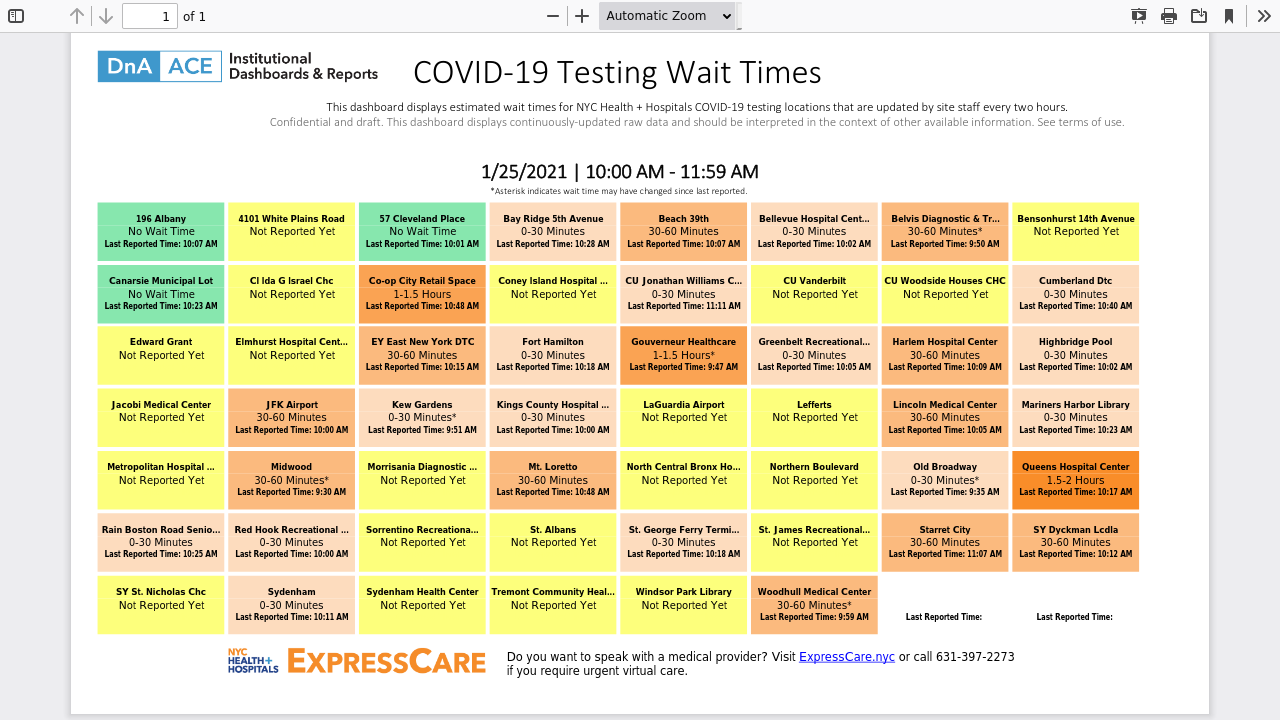 1 of 1 Automatic Zoom
DnA ACE Institutional
Dashboards & Reports
COVID-19 Testing Wait Times
This dashboard displays estimated wait times for NYC Health + Hospitals COVID-19 testing locations that are updated by site staff every two hours.
Confidential and draft. This dashboard displays continuously-updated raw data and should be interpreted in the context of other available information. See terms of use.
1/25/2021 | 10:00 AM - 11:59 AM
*Asterisk indicates wait time may have changed since last reported.
196 Albany 4101 White Plains Road 57 Cleveland Place Bay Ridge 5th Avenue Beach 39th Bellevue Hospital Cent... Belvis Diagnostic & Tr... Bensonhurst 14th Avenue
No Wait Time Not Reported Yet No Wait Time 0-30 Minutes 30-60 Minutes 0-30 Minutes 30-60 Minutes* Not Reported Yet
Last Reported Time: 10:07 AM Last Reported Time: 10:01 AM Last Reported Time: 10:28 AM Last Reported Time: 10:07 AM Last Reported Time: 10:02 AM Last Reported Time: 9:50 AM
Canarsie Municipal Lot Cl Ida G Israel Chc Co-op City Retail Space Coney Island Hospital ... CU Jonathan Williams C... CU Vanderbilt CU Woodside Houses CHC Cumberland Dtc
No Wait Time Not Reported Yet 1-1.5 Hours Not Reported Yet 0-30 Minutes Not Reported Yet Not Reported Yet 0-30 Minutes
Last Reported Time: 10:23 AM Last Reported Time: 10:48 AM Last Reported Time: 11:11 AM Last Reported Time: 10:40 AM
Edward Grant Elmhurst Hospital Cent... EY East New York DTC Fort Hamilton Gouverneur Healthcare Greenbelt Recreational... Harlem Hospital Center Highbridge Pool
Not Reported Yet Not Reported Yet 30-60 Minutes 0-30 Minutes 1-1.5 Hours* 0-30 Minutes 30-60 Minutes 0-30 Minutes
Last Reported Time: 10:15 AM Last Reported Time: 10:18 AM Last Reported Time: 9:47 AM Last Reported Time: 10:05 AM Last Reported Time: 10:09 AM Last Reported Time: 10:02 AM
Jacobi Medical Center JFK Airport Kew Gardens Kings County Hospital ... LaGuardia Airport Lefferts Lincoln Medical Center Mariners Harbor Library
Not Reported Yet 30-60 Minutes 0-30 Minutes* 0-30 Minutes Not Reported Yet Not Reported Yet 30-60 Minutes 0-30 Minutes
Last Reported Time: 10:00 AM Last Reported Time: 9:51 AM Last Reported Time: 10:00 AM Last Reported Time: 10:05 AM Last Reported Time: 10:23 AM
Metropolitan Hospital ... Midwood Morrisania Diagnostic ... Mt. Loretto North Central Bronx Ho... Northern Boulevard Old Broadway Queens Hospital Center
Not Reported Yet 30-60 Minutes* Not Reported Yet 30-60 Minutes Not Reported Yet Not Reported Yet 0-30 Minutes* 1.5-2 Hours
Last Reported Time: 9:30 AM Last Reported Time: 10:48 AM Last Reported Time: 9:35 AM Last Reported Time: 10:17 AM
Rain Boston Road Senio... Red Hook Recreational ... Sorrentino Recreationa... St. Albans St. George Ferry Termi... St. James Recreational... Starret City SY Dyckman Lcdla
0-30 Minutes 0-30 Minutes Not Reported Yet Not Reported Yet 0-30 Minutes Not Reported Yet 30-60 Minutes 30-60 Minutes
Last Reported Time: 10:25 AM Last Reported Time: 10:00 AM Last Reported Time: 10:18 AM Last Reported Time: 11:07 AM Last Reported Time: 10:12 AM
SY St. Nicholas Chc Sydenham Sydenham Health Center Tremont Community Heal... Windsor Park Library Woodhull Medical Center
Not Reported Yet 0-30 Minutes Not Reported Yet Not Reported Yet Not Reported Yet 30-60 Minutes*
Last Reported Time: 10:11 AM Last Reported Time: 9:59 AM Last Reported Time: Last Reported Time:
NYC
HEALTH+
HOSPITALS
EXPRESSCARE
Do you want to speak with a medical provider? Visit ExpressCare.nyc or call 631-397-2273
if you require urgent virtual care.